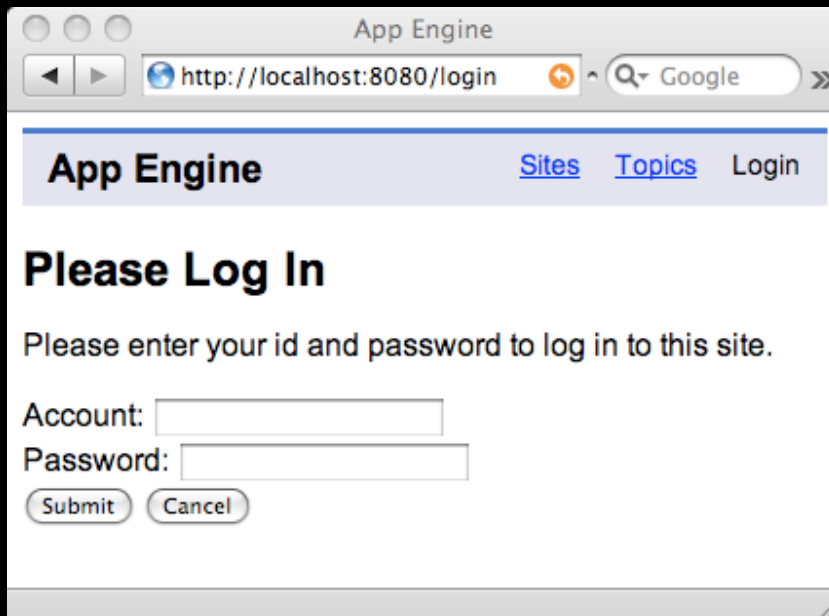 App Engine
http://localhost:8080/login Google
App Engine Sites Topics Login
Please Log In
Please enter your id and password to log in to this site.
Account:
Password:
Submit Cancel